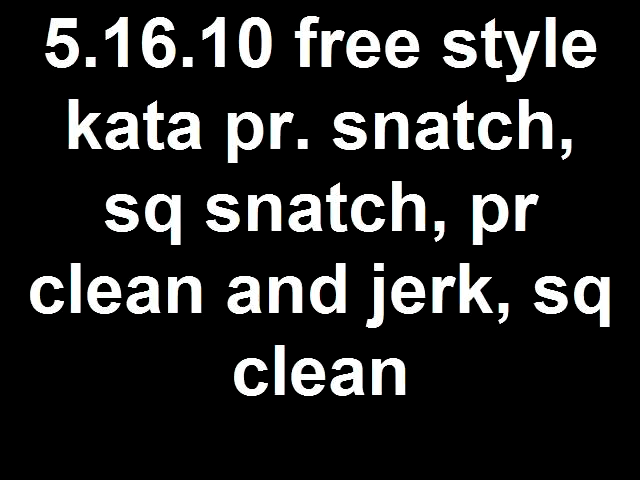 5.16.10 free style
kata pr. snatch,
sq snatch, pr
clean and jerk, sq
clean